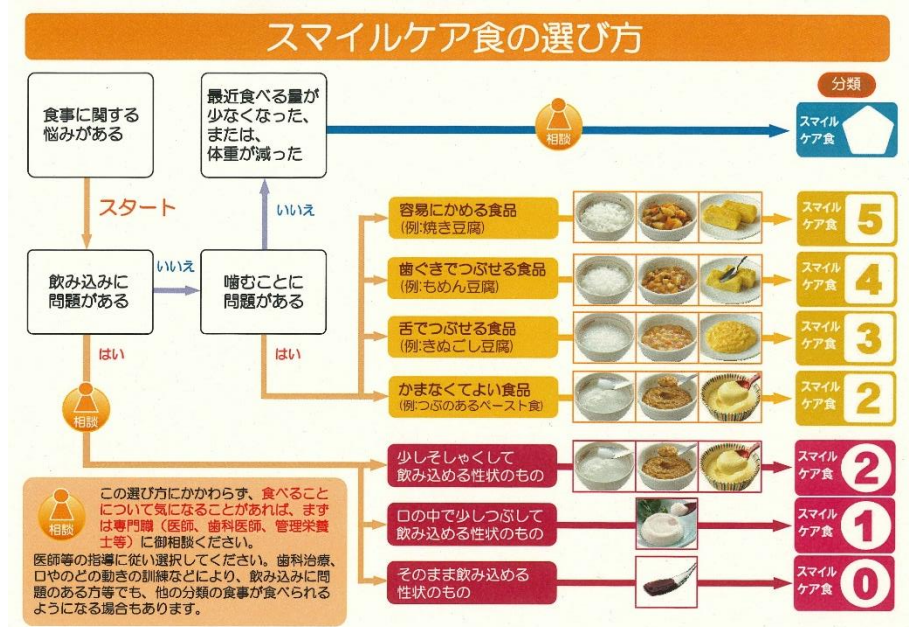 スマイルケア食の選び方
食事に関する
悩みがある
スタート
飲み込みに
問題がある
いいえ
はい
相談
噛むことに
問題がある
いいえ
はい
最近食べる量が
少なくなった、
または、
体重が減った
相談
分類
スマイル
ケア食
容易にかめる食品
(例:焼き豆腐)
スマイル
ケア食
5
歯ぐきでつぶせる食品
(例:もめん豆腐)
スマイル
ケア食
4
舌でつぶせる食品
(例:きぬごし豆腐)
スマイル
ケア食
3
かまなくてよい食品
(例:つぶのあるペースト食)
スマイル
ケア食
2
少しそしゃくして
飲み込める性状のもの
スマイル
ケア食
2
口の中で少しつぶして
飲み込める性状のもの
スマイル
ケア食
1
そのまま飲み込める
性状のもの
スマイル
ケア食
0
相談
この選び方にかかわらず、食べること
について気になることがあれば、まず
は専門職（医師、歯科医師、管理栄養
士等）に御相談ください。
医師等の指導に従い選択してください。歯科治療、
口やのどの動きの訓練などにより、飲み込みに問
題のある方等でも、他の分類の食事が食べられる
ようになる場合もあります。